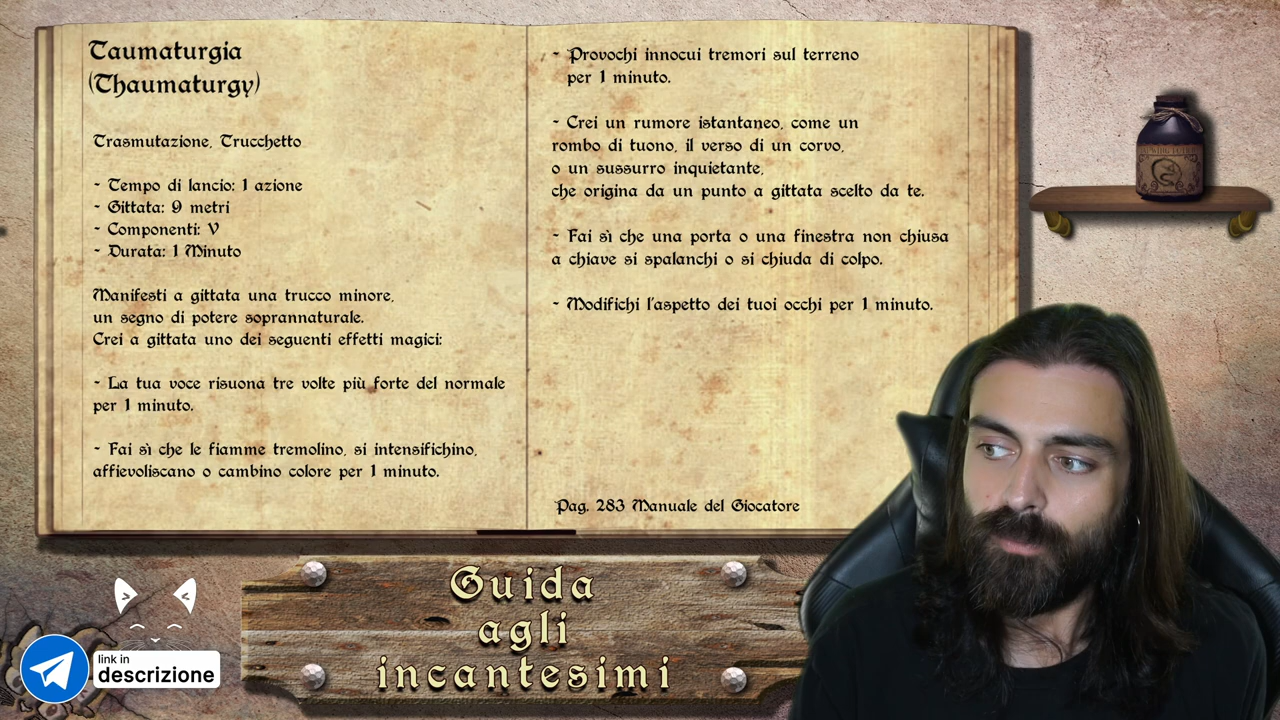 Taumaturgia
(Thaumaturgy)
Trasmutazione, Trucchetto
- Tempo di lancio: 1 azione
- Gittata: 9 metri
- Componenti: V
- Durata: 1 Minuto
Manifesti a gittata una trucco minore,
un segno di potere soprannaturale.
Crei a gittata uno dei seguenti effetti magici:
- La tua voce risuona tre volte più forte del normale
per 1 minuto.
- Fai sì che le fiamme tremolino, si intensifichino,
affievoliscano o cambino colore per 1 minuto.
- Provochi innocui tremori sul terreno
per 1 minuto.
- Crei un rumore istantaneo, come un
rombo di tuono, il verso di un corvo,
o un sussurro inquietante,
che origina da un punto a gittata scelto da te.
- Fai sì che una porta o una finestra non chiusa
a chiave si spalanchi o si chiuda di colpo.
- Modifichi l'aspetto dei tuoi occhi per 1 minuto.
Pag. 283 Manuale del Giocatore
Guida
agli
incantesimi
link in
descrizione